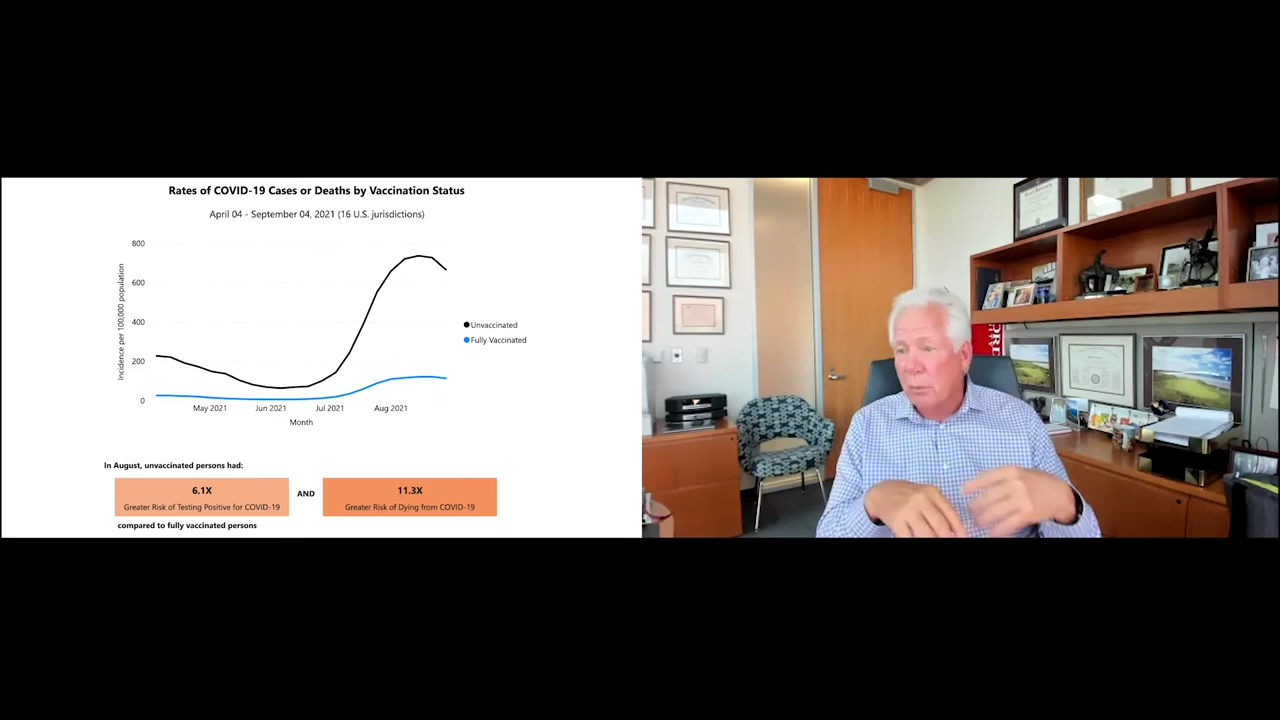 Rates of COVID-19 Cases or Deaths by Vaccination Status
April 04 - September 04, 2021 (16 U.S. jurisdictions)
Incidence per 100,000 population
800
600
400
200
0
May 2021 Jun 2021 Jul 2021 Aug 2021
Month
Unvaccinated
Fully Vaccinated
In August, unvaccinated persons had:
6.1X
Greater Risk of Testing Positive for COVID-19
AND
11.3X
Greater Risk of Dying from COVID-19
compared to fully vaccinated persons